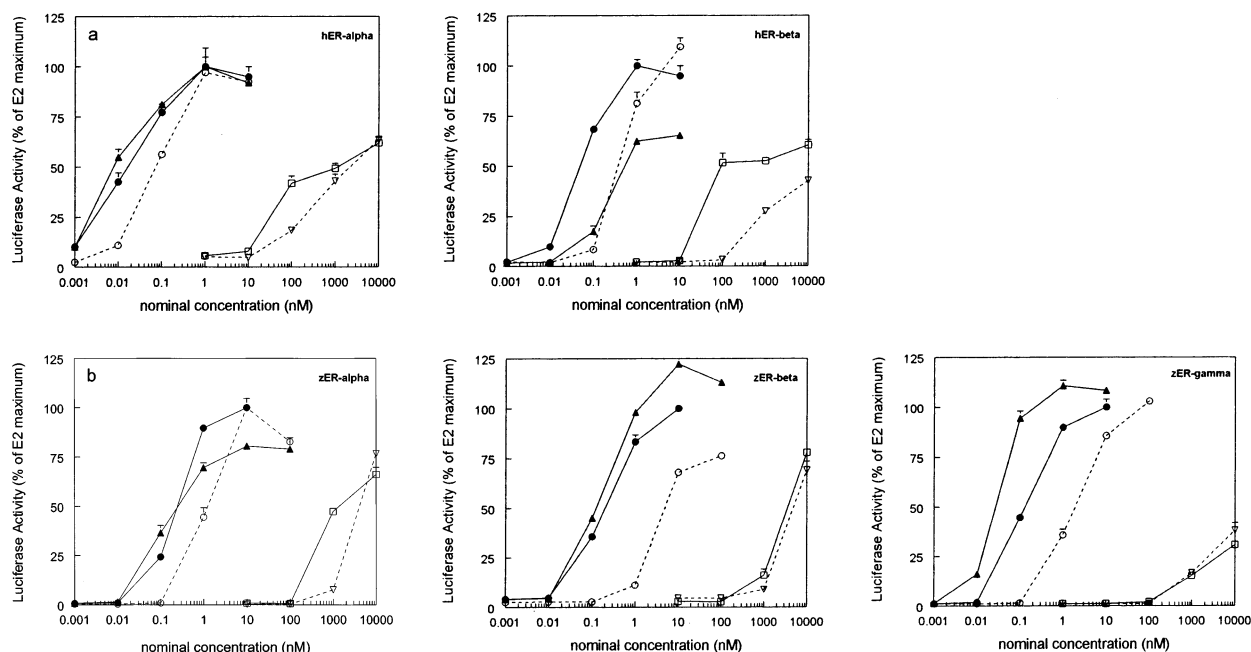 a
hER-alpha
Luciferase Activity (% of E2 maximum)
125
100
75
50
25
0
0.001 0.01 0.1 1 10 100 1000 10000
nominal concentration (nM)
hER-beta
Luciferase Activity (% of E2 maximum)
125
100
75
50
25
0
0.001 0.01 0.1 1 10 100 1000 10000
nominal concentration (nM)
b
zER-alpha
Luciferase Activity (% of E2 maximum)
125
100
75
50
25
0
0.001 0.01 0.1 1 10 100 1000 10000
nominal concentration (nM)
zER-beta
Luciferase Activity (% of E2 maximum)
125
100
75
50
25
0
0.001 0.01 0.1 1 10 100 1000 10000
nominal concentration (nM)
zER-gamma
Luciferase Activity (% of E2 maximum)
125
100
75
50
25
0
0.001 0.01 0.1 1 10 100 1000 10000
nominal concentration (nM)